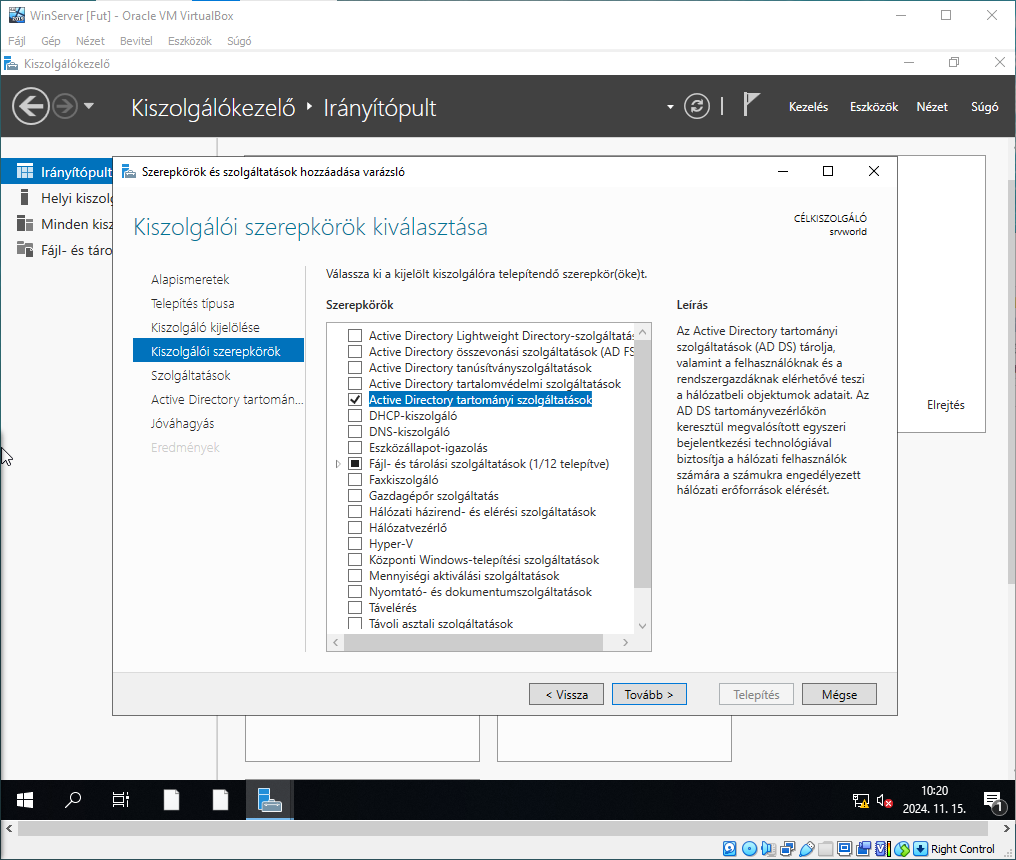 WinServer [Fut] - Oracle VM VirtualBox
Fájl Gép Nézet Bevitel Eszközök Súgó
Kiszolgálókezelő
Kiszolgálókezelő Irányítópult
Kezelés Eszközök Nézet Súgó
Irányítópult
Helyi kiszolg
Minden kisz
Fájl- és táro
Szerepkörök és szolgáltatások hozzáadása varázsló
Kiszolgálói szerepkörök kiválasztása
CÉLKISZOLGÁLÓ
srvworld
Alapismeretek
Telepítés típusa
Kiszolgáló kijelölése
Kiszolgálói szerepkörök
Szolgáltatások
Active Directory tartomán...
Jóváhagyás
Eredmények
Válassza ki a kijelölt kiszolgálóra telepítendő szerepkör(öke)t.
Szerepkörök
Active Directory Lightweight Directory-szolgáltatás
Active Directory összevonási szolgáltatások (AD FS
Active Directory tanúsítványszolgáltatások
Active Directory tartalomvédelmi szolgáltatások
Active Directory tartományi szolgáltatások
DHCP-kiszolgáló
DNS-kiszolgáló
Eszközállapot-igazolás
Fájl- és tárolási szolgáltatások (1/12 telepítve)
Faxkiszolgáló
Gazdagépőr szolgáltatás
Hálózati házirend- és elérési szolgáltatások
Hálózatvezérlő
Hyper-V
Központi Windows-telepítési szolgáltatások
Mennyiségi aktiválási szolgáltatások
Nyomtató- és dokumentumszolgáltatások
Távelérés
Távoli asztali szolgáltatások
Leírás
Az Active Directory tartományi
szolgáltatások (AD DS) tárolja,
valamint a felhasználóknak és a
rendszergazdáknak elérhetővé teszi
a hálózatbeli objektumok adatait. Az
AD DS tartományvezérlőkön
keresztül megvalósított egyszeri
bejelentkezési technológiával
biztosítja a hálózati felhasználók
számára a számukra engedélyezett
hálózati erőforrások elérését.
Elrejtés
< Vissza Tovább > Telepítés Mégse
10:20
2024. 11. 15.
1
Right Control